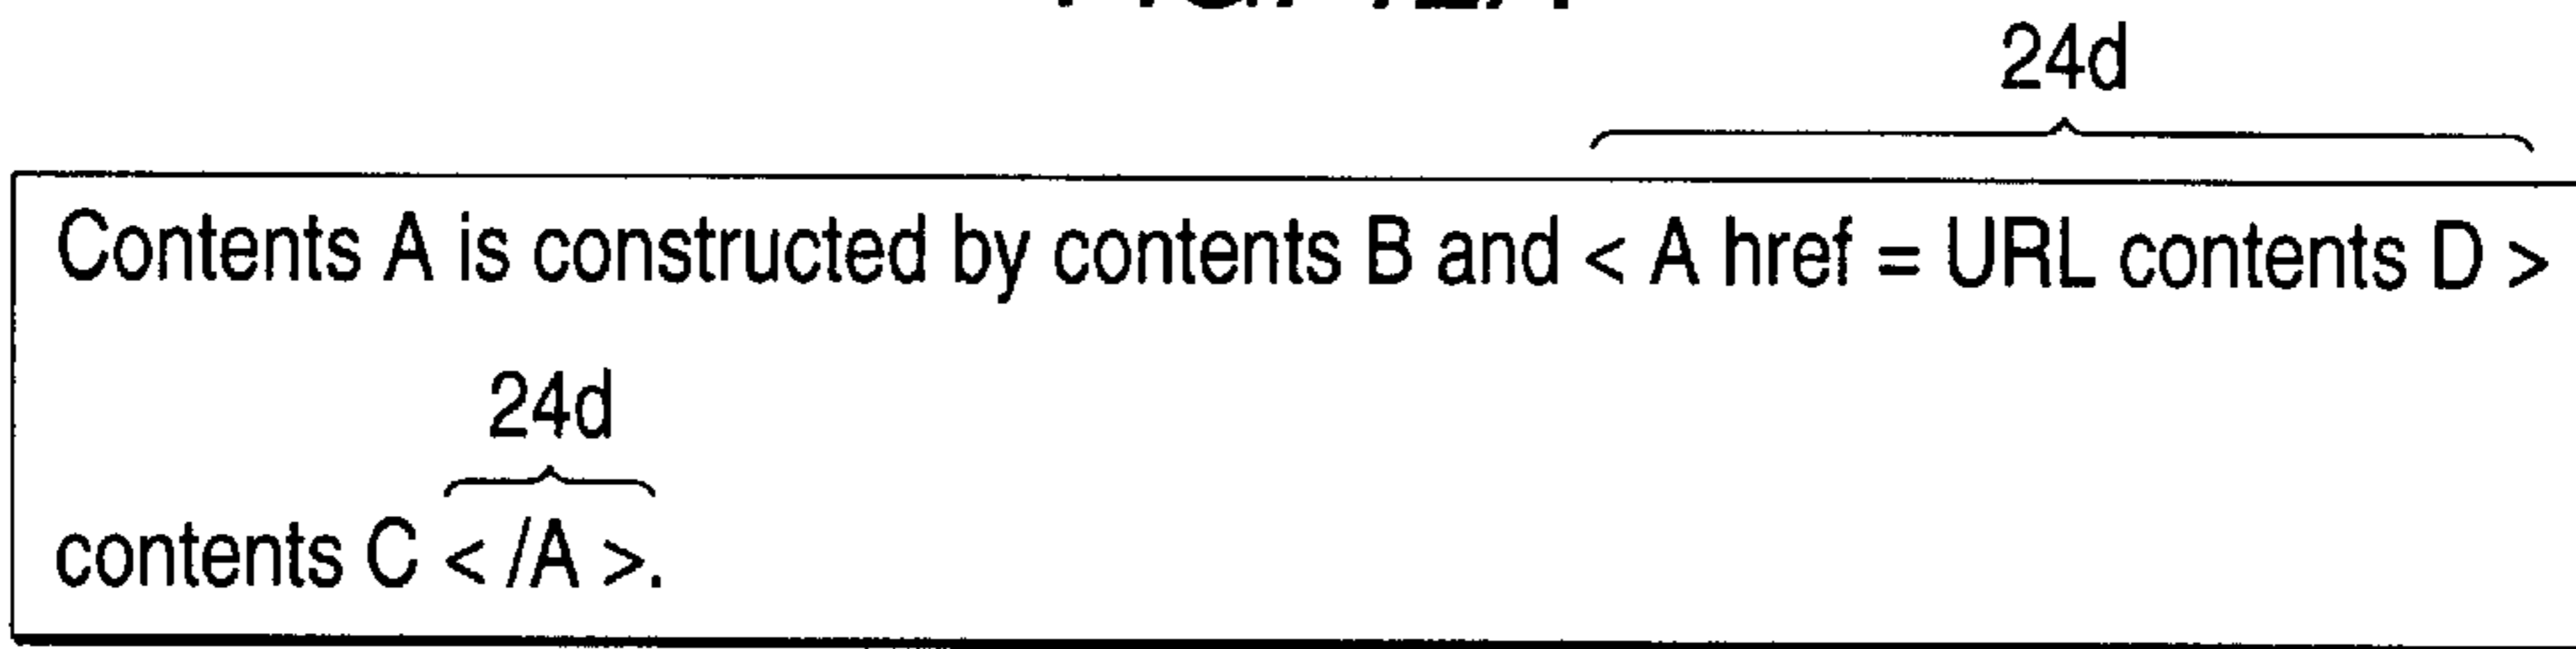 24d
Contents A is constructed by contents B and < A href = URL contents D >
24d
contents C < /A >.